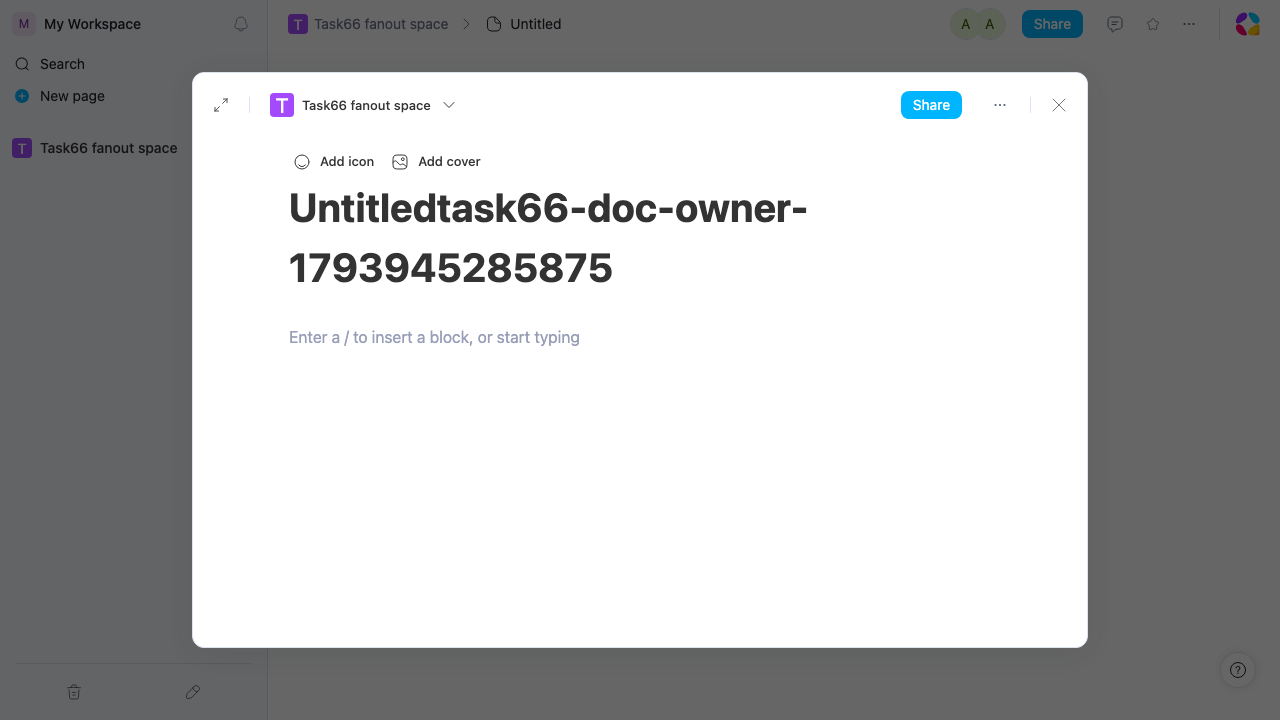 M My Workspace
Search
New page
T Task66 fanout space
T Task66 fanout space Untitled
A A Share
T Task66 fanout space
Share
Add icon Add cover
Untitledtask66-doc-owner-
1793945285875
Enter a / to insert a block, or start typing
?